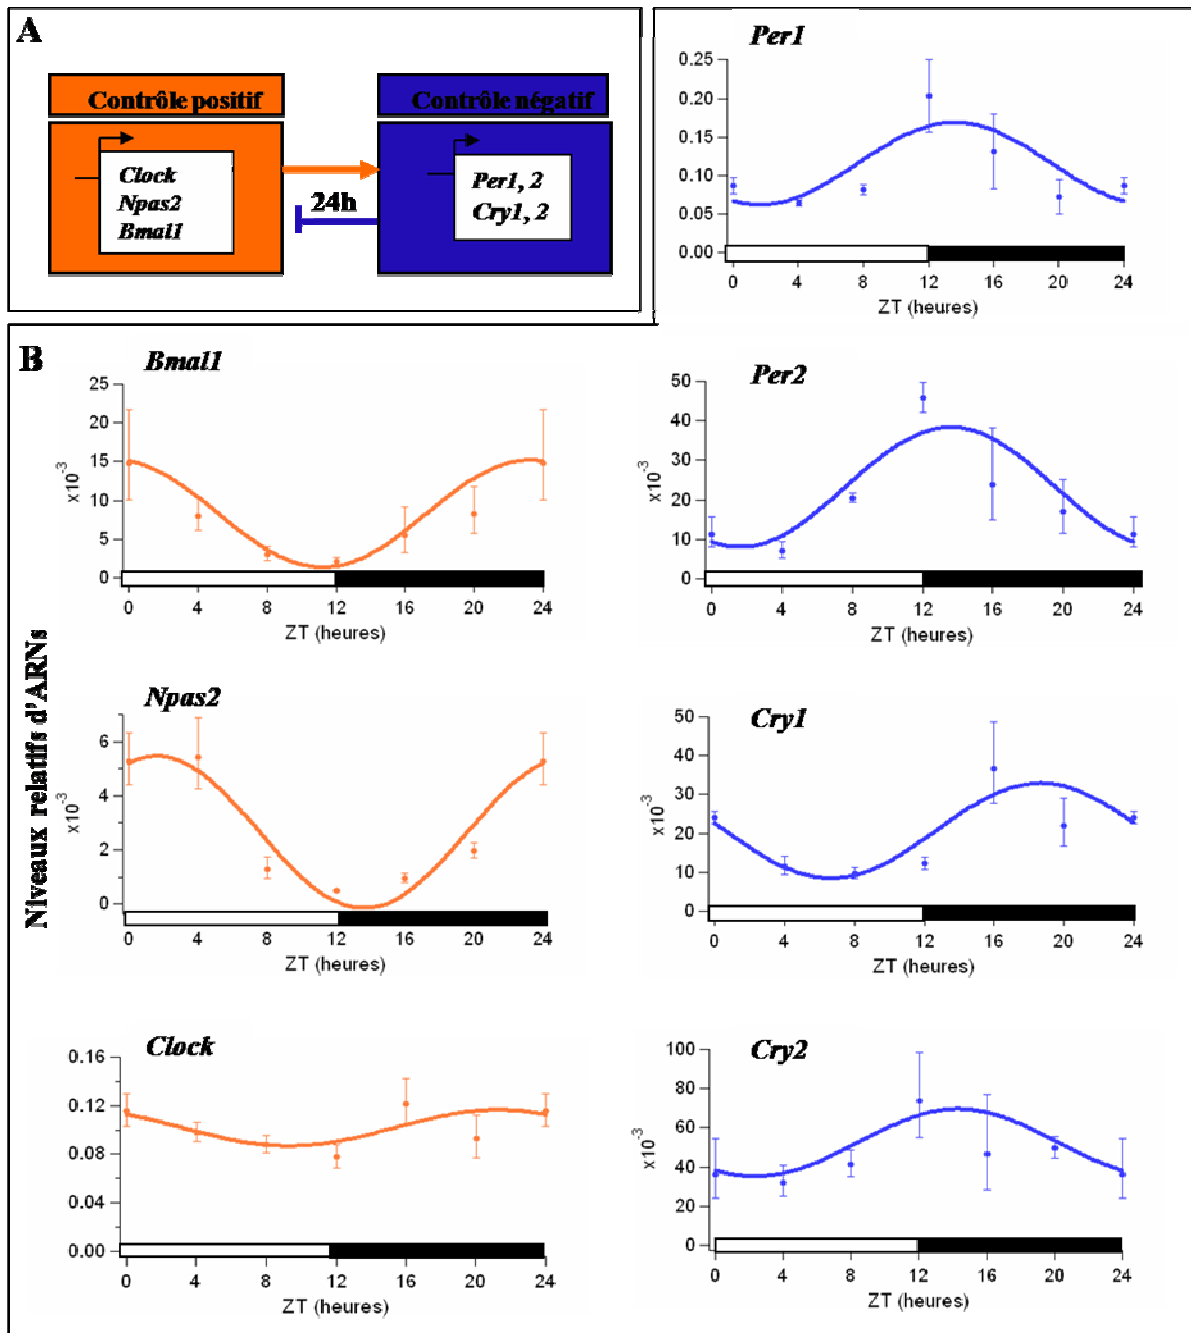 A
Contrôle positif
Contrôle négatif
Clock
Npas2
Bmal1
24h
Per1, 2
Cry1, 2
Per1
0.25
0.20
0.15
0.10
0.05
0.00
0 4 8 12 16 20 24
ZT (heures)
B
Niveaux relatifs d'ARNs
Bmal1
25
20
15
10
5
0
x10-3
0 4 8 12 16 20 24
ZT (heures)
Per2
50
40
30
20
10
0
x10-3
0 4 8 12 16 20 24
ZT (heures)
Npas2
6
4
2
0
x10-3
0 4 8 12 16 20 24
ZT (heures)
Cry1
50
40
30
20
10
0
x10-3
0 4 8 12 16 20 24
ZT (heures)
Clock
0.16
0.12
0.08
0.04
0.00
0 4 8 12 16 20 24
ZT (heures)
Cry2
100
80
60
40
20
0
x10-3
0 4 8 12 16 20 24
ZT (heures)